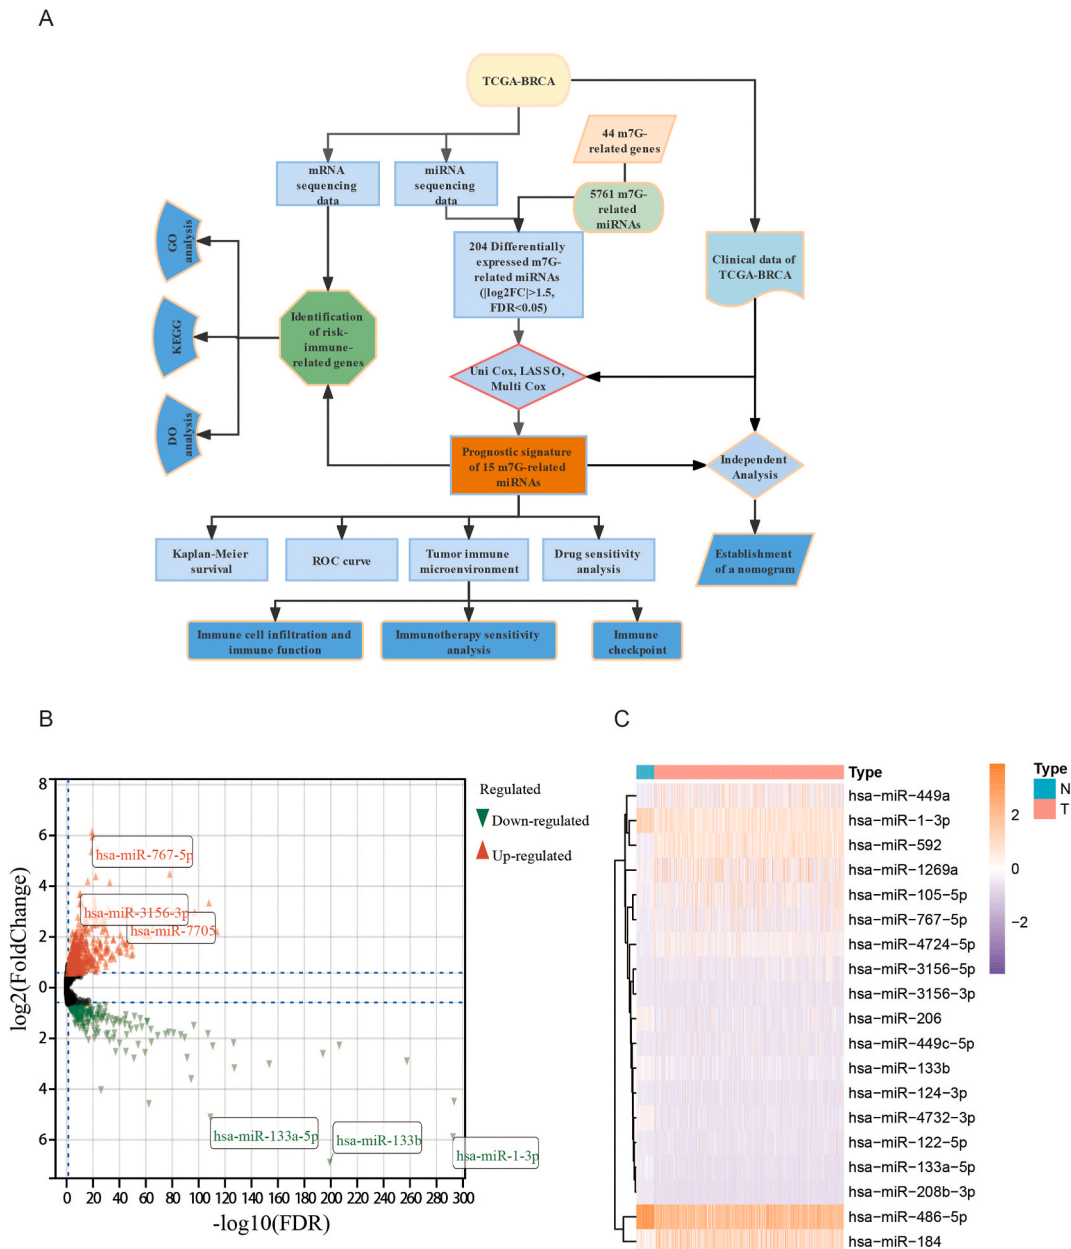 A
TCGA-BRCA
44 m7G-
related genes
mRNA
sequencing
data
miRNA
sequencing
data
5761 m7G-
related
miRNAs
GO
analysis
204 Differentially
expressed m7G-
related miRNAs
(|log2FC|>1.5,
FDR<0.05)
Clinical data of
TCGA-BRCA
KEGG
Identification
of risk-
immune-
related genes
Uni Cox, LASSO,
Multi Cox
DO
analysis
Prognostic signature
of 15 m7G-related
miRNAs
Independent
Analysis
Kaplan-Meier
survival
ROC curve
Tumor immune
microenvironment
Drug sensitivity
analysis
Establishment
of a nomogram
Immune cell infiltration and
immune function
Immunotherapy sensitivity
analysis
Immune
checkpoint
B
8
6
4
2
0
2
4
6
log2(FoldChange)
0 20 40 60 80 100 120 140 160 180 200 220 240 260 280 300
-log10(FDR)
hsa-miR-767-5p
hsa-miR-3156-3p
hsa-miR-7705
hsa-miR-133a-5p
hsa-miR-133b
hsa-miR-1-3p
Regulated
Down-regulated
Up-regulated
C
Type
hsa-miR-449a
hsa-miR-1-3p
hsa-miR-592
hsa-miR-1269a
hsa-miR-105-5p
hsa-miR-767-5p
hsa-miR-4724-5p
hsa-miR-3156-5p
hsa-miR-3156-3p
hsa-miR-206
hsa-miR-449c-5p
hsa-miR-133b
hsa-miR-124-3p
hsa-miR-4732-3p
hsa-miR-122-5p
hsa-miR-133a-5p
hsa-miR-208b-3p
hsa-miR-486-5p
hsa-miR-184
2
0
-2
Type
N
T